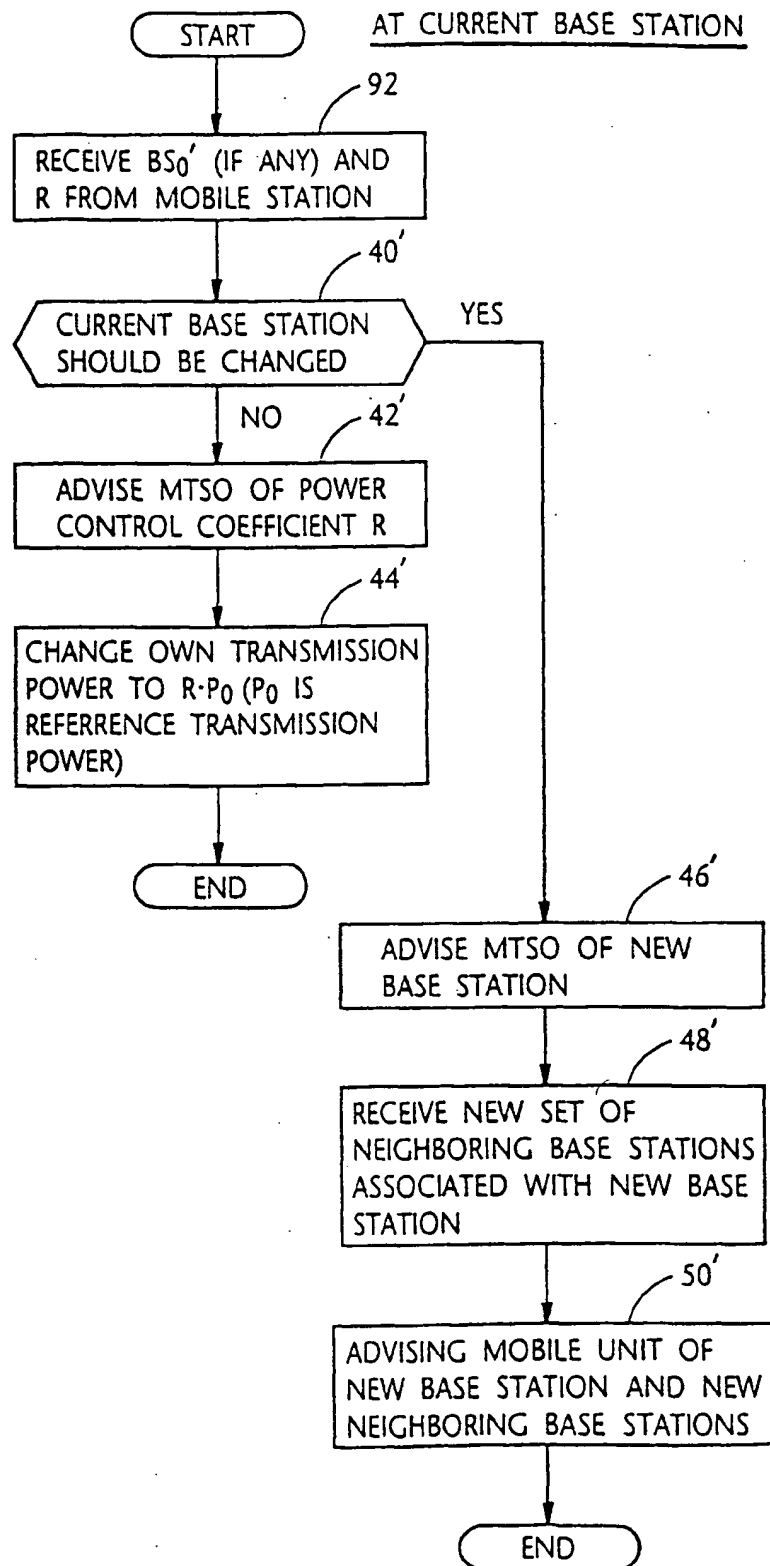 START
AT CURRENT BASE STATION
92
RECEIVE BS0' (IF ANY) AND
R FROM MOBILE STATION
40'
CURRENT BASE STATION
SHOULD BE CHANGED
YES
NO
42'
ADVISE MTSO OF POWER
CONTROL COEFFICIENT R
44'
CHANGE OWN TRANSMISSION
POWER TO R·P0 (P0 IS
REFERRENCE TRANSMISSION
POWER)
END
46'
ADVISE MTSO OF NEW
BASE STATION
48'
RECEIVE NEW SET OF
NEIGHBORING BASE STATIONS
ASSOCIATED WITH NEW BASE
STATION
50'
ADVISING MOBILE UNIT OF
NEW BASE STATION AND NEW
NEIGHBORING BASE STATIONS
END